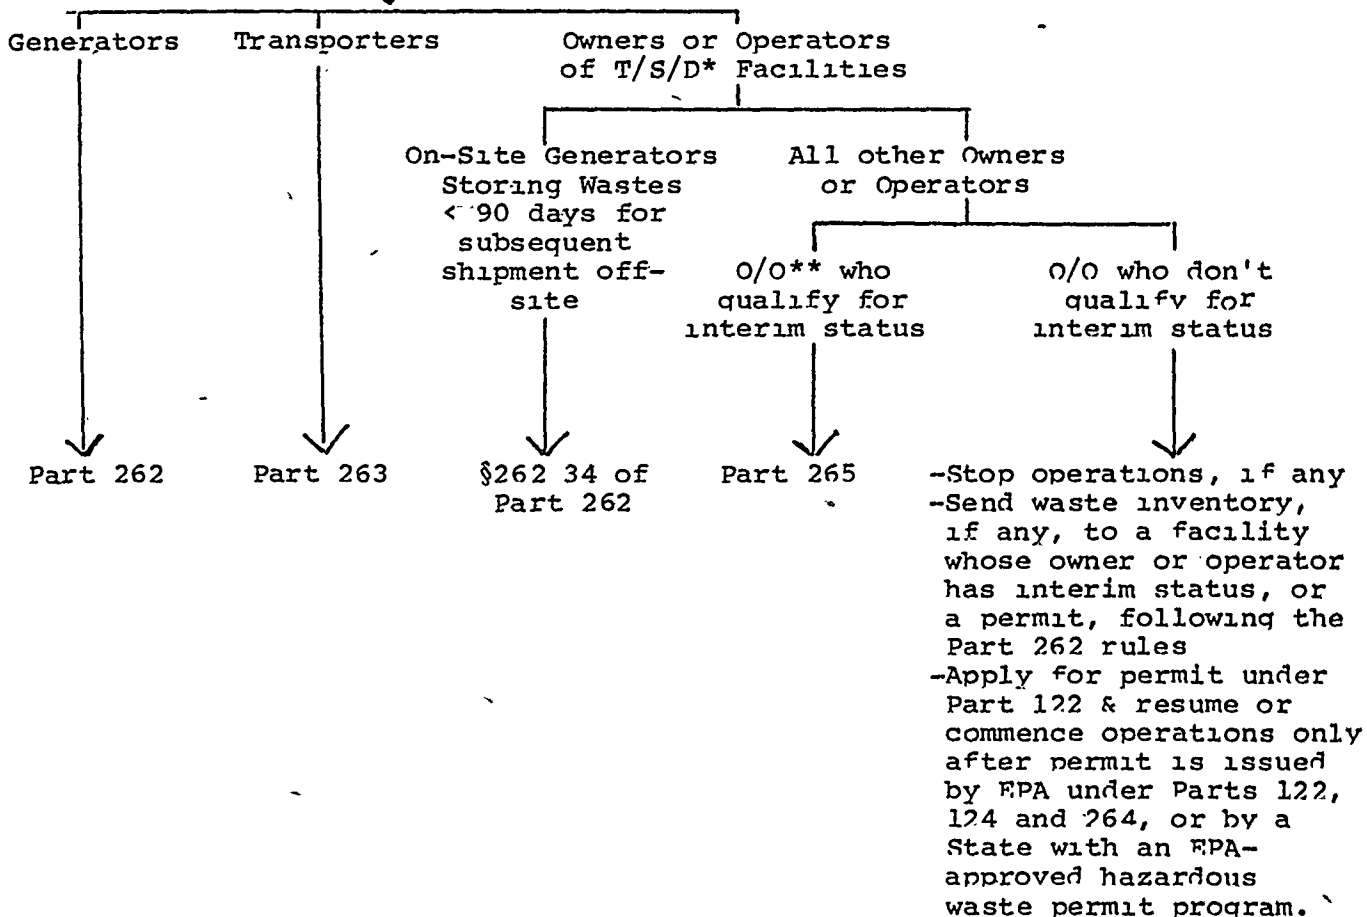 Generators
Transporters
Owners or Operators
of T/S/D* Facilities
On-Site Generators
Storing Wastes
< 90 days for
subsequent
shipment off-
site
All other Owners
or Operators
O/O** who
qualify for
interim status
O/O who don't
qualify for
interim status
Part 262
Part 263
§262 34 of
Part 262
Part 265
-Stop operations, if any
-Send waste inventory,
if any, to a facility
whose owner or operator
has interim status, or
a permit, following the
Part 262 rules
-Apply for permit under
Part 122 & resume or
commence operations only
after permit is issued
by EPA under Parts 122,
124 and 264, or by a
State with an EPA-
approved hazardous
waste permit program.